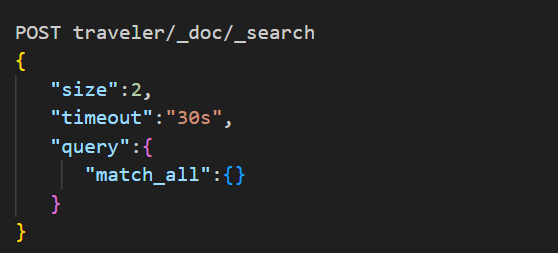 POST traveler/_doc/_search
{
"size":2,
"timeout":"30s",
"query":{
"match_all":{}
}
}